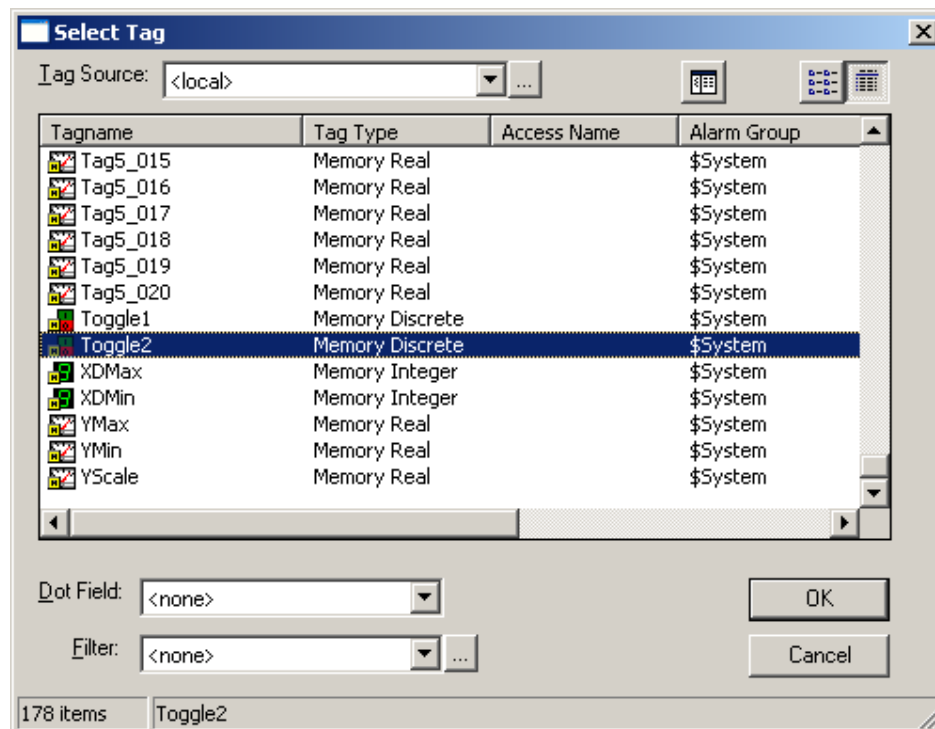 Select Tag
Tag Source: <local> ...
Tagname Tag Type Access Name Alarm Group
Tag5_015 Memory Real $System
Tag5_016 Memory Real $System
Tag5_017 Memory Real $System
Tag5_018 Memory Real $System
Tag5_019 Memory Real $System
Tag5_020 Memory Real $System
Toggle1 Memory Discrete $System
Toggle2 Memory Discrete $System
XDMax Memory Integer $System
XDMin Memory Integer $System
YMax Memory Real $System
YMin Memory Real $System
YScale Memory Real $System
Dot Field: <none> OK
Filter: <none> ... Cancel
178 items Toggle2